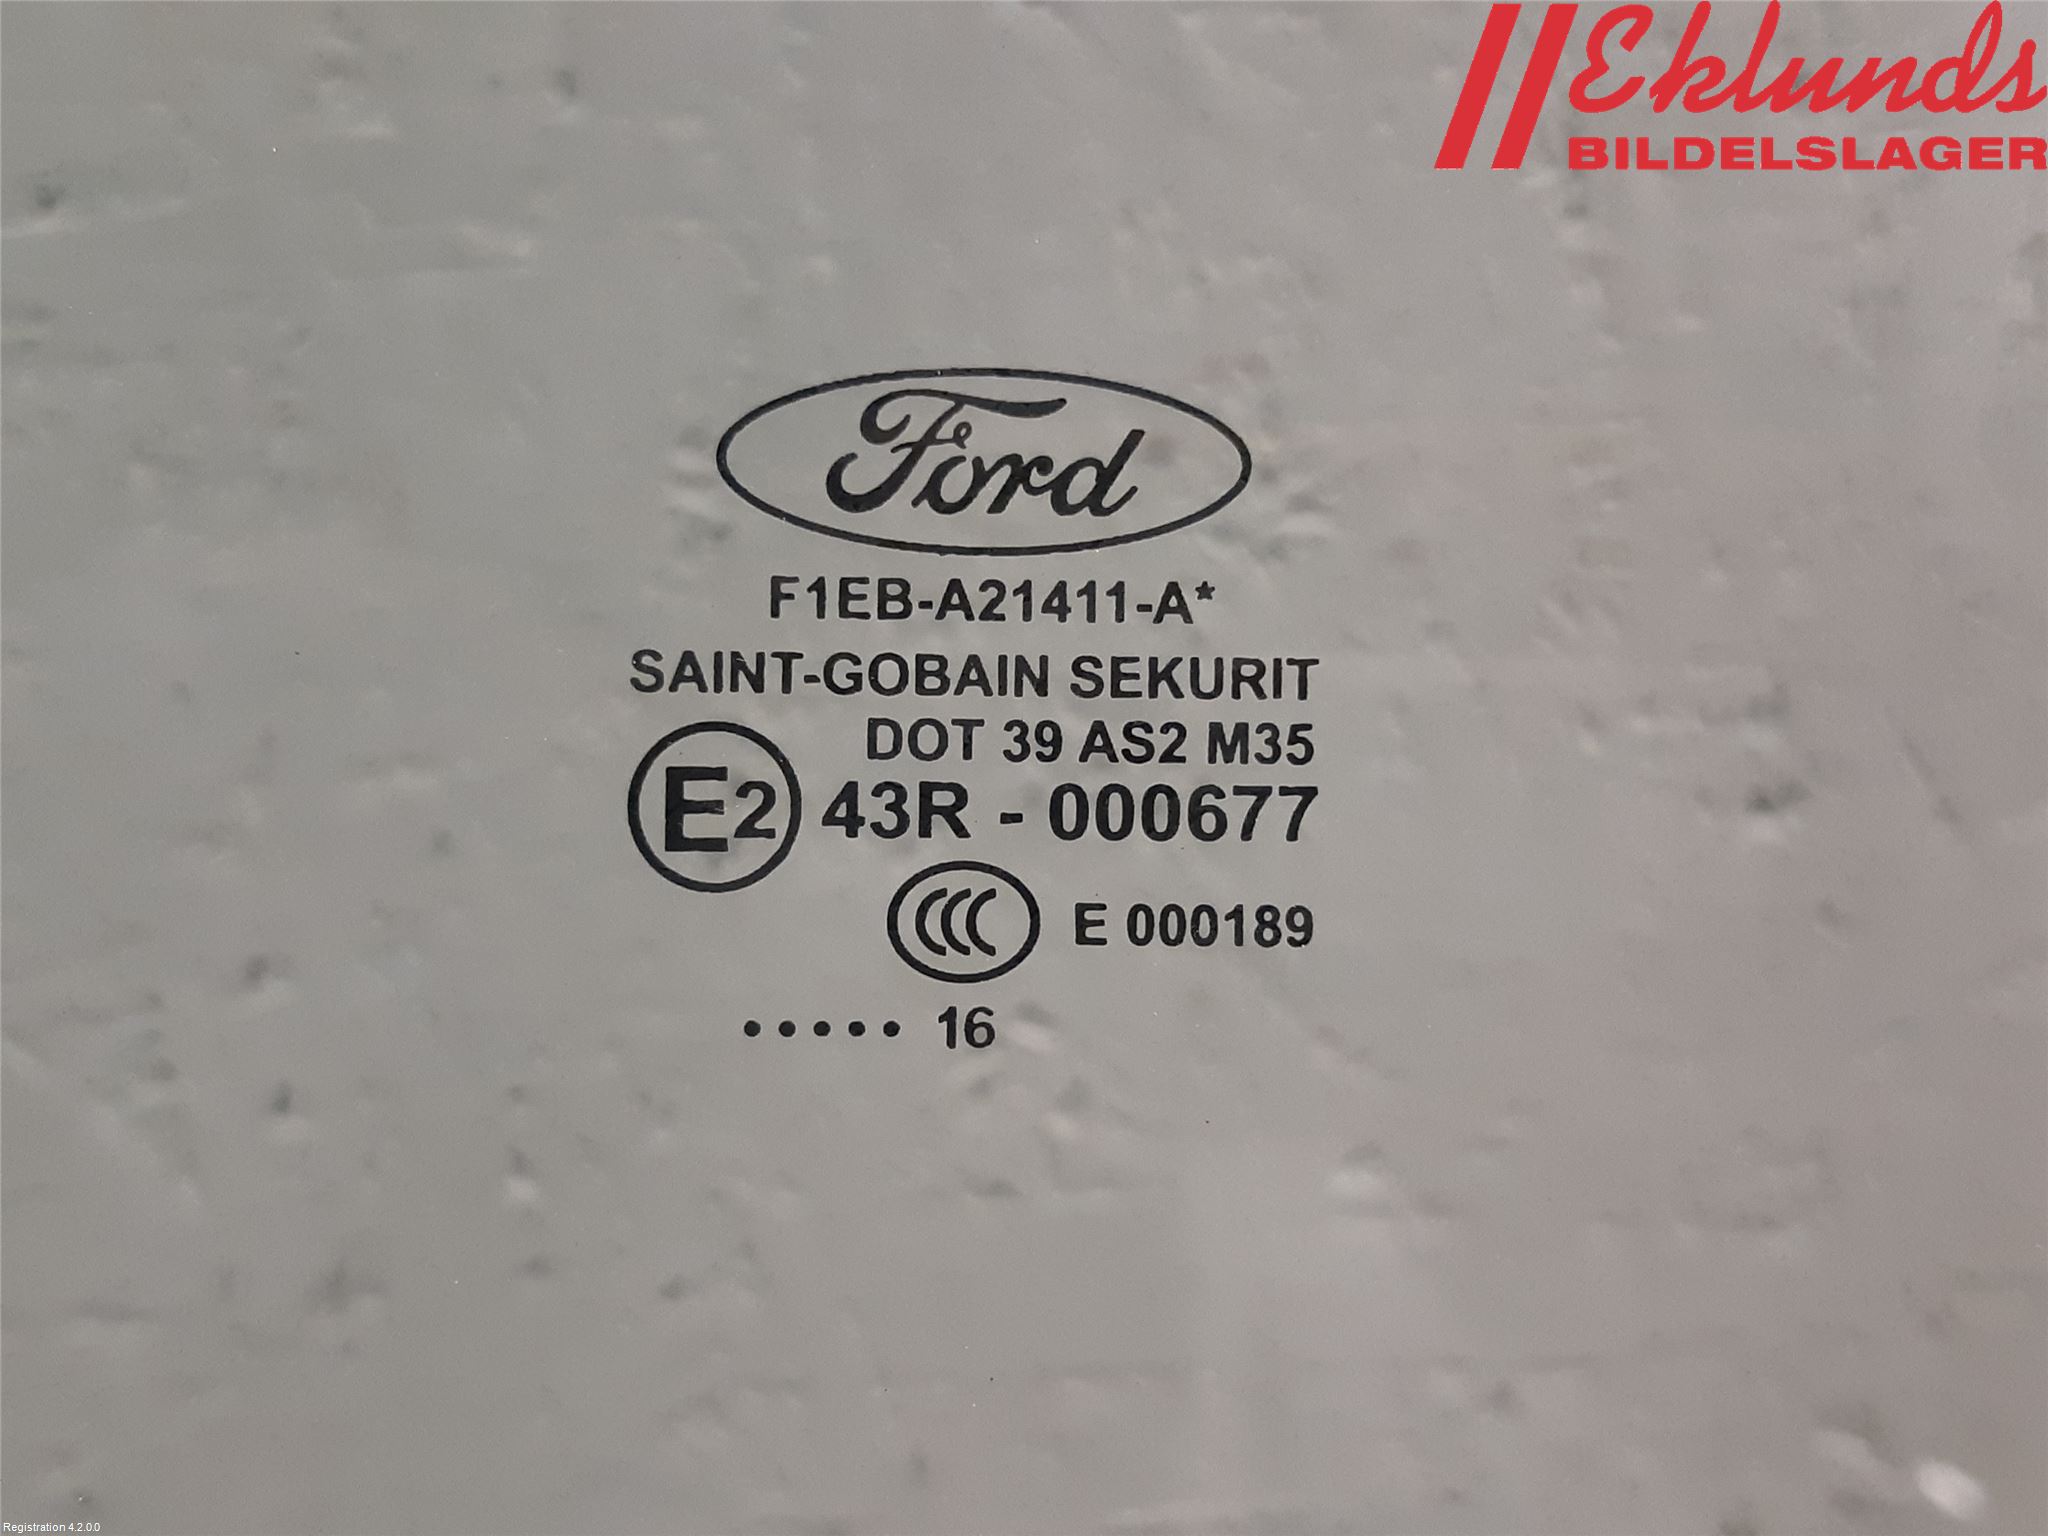 Eklunds
BILDELSLAGER
Ford
F1EB-A21411-A*
SAINT-GOBAIN SEKURIT
DOT 39 AS2 M35
E2 43R - 000677
CCC E 000189
••••• 16
Registration 4.2.0.0